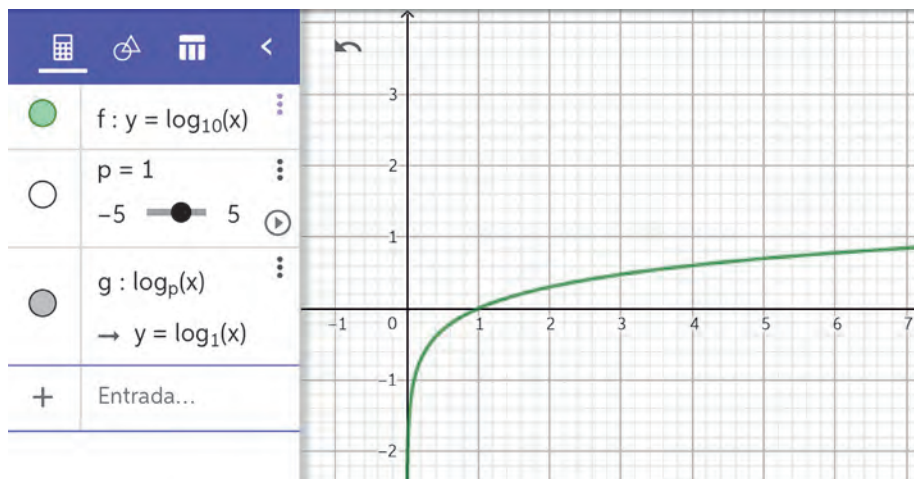 f : y = log₁₀(x)
p = 1
−5 5
g : logₚ(x)
→ y = log₁(x)
+ Entrada...
3
2
1
−1 0 1 2 3 4 5 6 7
−1
−2